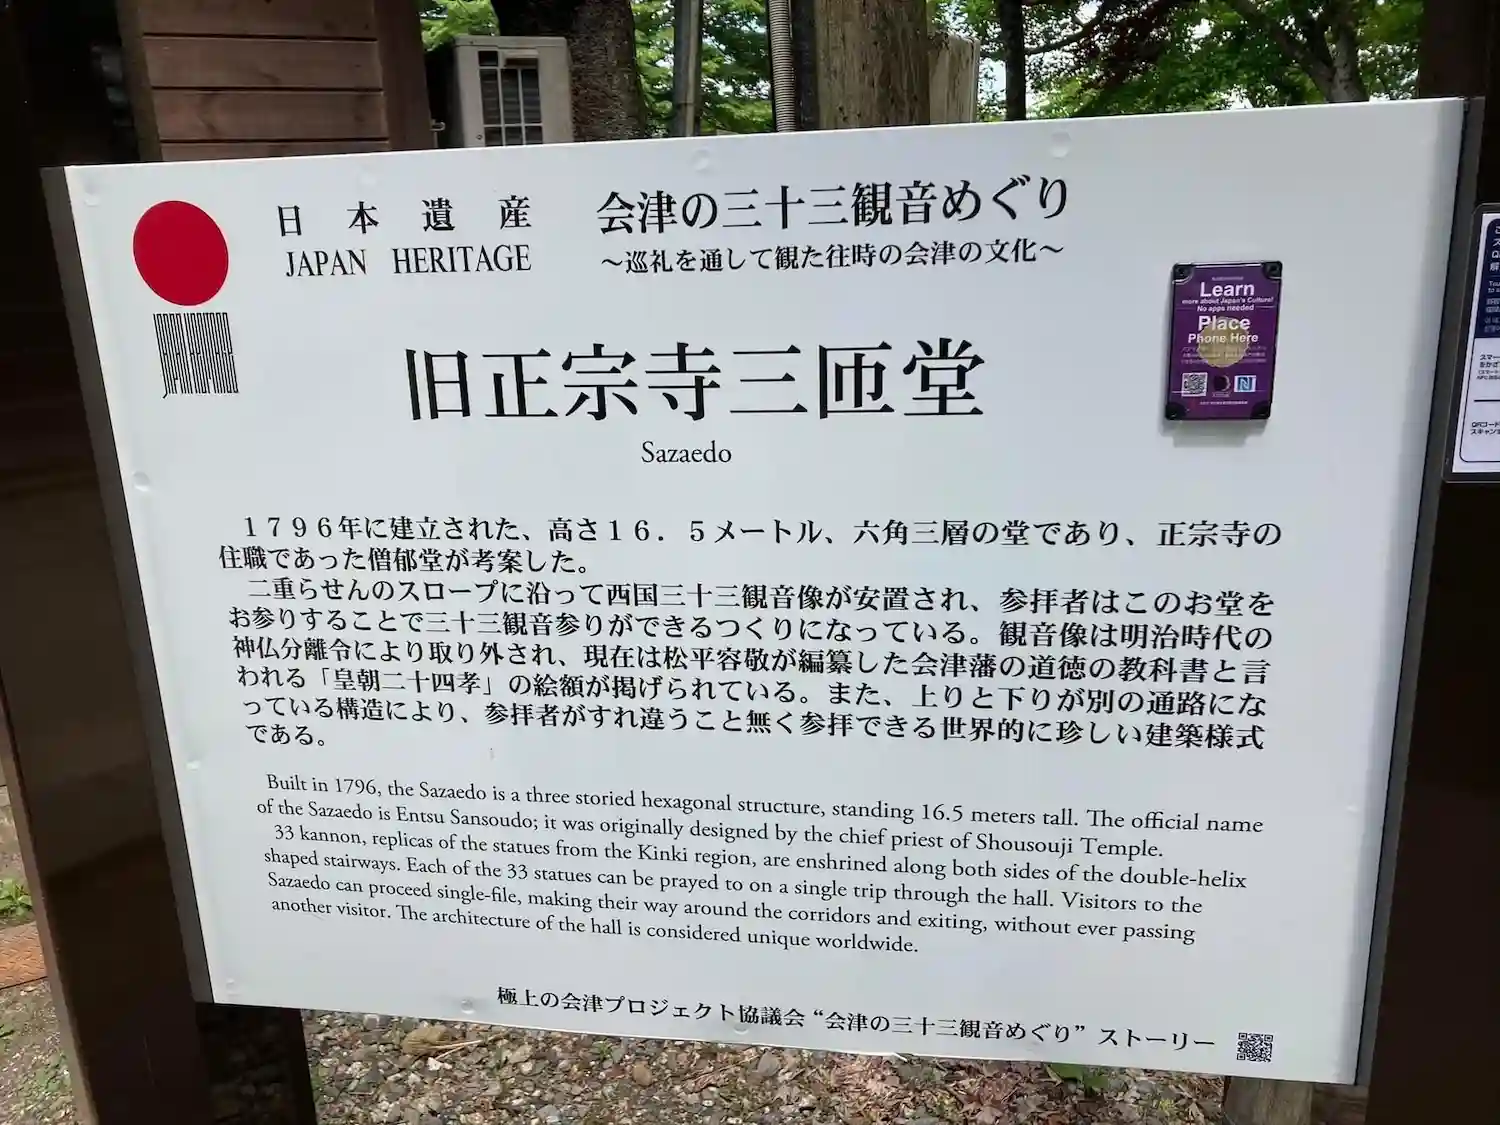 日本遺産
JAPAN HERITAGE
会津の三十三観音めぐり
～巡礼を通して観た往時の会津の文化～
旧正宗寺三匝堂
Sazaedo
１７９６年に建立された、高さ１６．５メートル、六角三層の堂であり、正宗寺の
住職であった僧郁堂が考案した。
二重らせんのスロープに沿って西国三十三観音像が安置され、参拝者はこのお堂を
お参りすることで三十三観音参りができるつくりになっている。観音像は明治時代の
神仏分離令により取り外され、現在は松平容敬が編纂した会津藩の道徳の教科書と言
われる「皇朝二十四孝」の絵額が掲げられている。また、上りと下りが別の通路にな
っている構造により、参拝者がすれ違うこと無く参拝できる世界的に珍しい建築様式
である。
Built in 1796, the Sazaedo is a three storied hexagonal structure, standing 16.5 meters tall. The official name
of the Sazaedo is Entsu Sansoudo; it was originally designed by the chief priest of Shousouji Temple.
33 kannon, replicas of the statues from the Kinki region, are enshrined along both sides of the double-helix
shaped stairways. Each of the 33 statues can be prayed to on a single trip through the hall. Visitors to the
Sazaedo can proceed single-file, making their way around the corridors and exiting, without ever passing
another visitor. The architecture of the hall is considered unique worldwide.
極上の会津プロジェクト協議会“会津の三十三観音めぐり”ストーリー
Learn
more about Japan's Culture!
No apps needed
Place
Phone Here